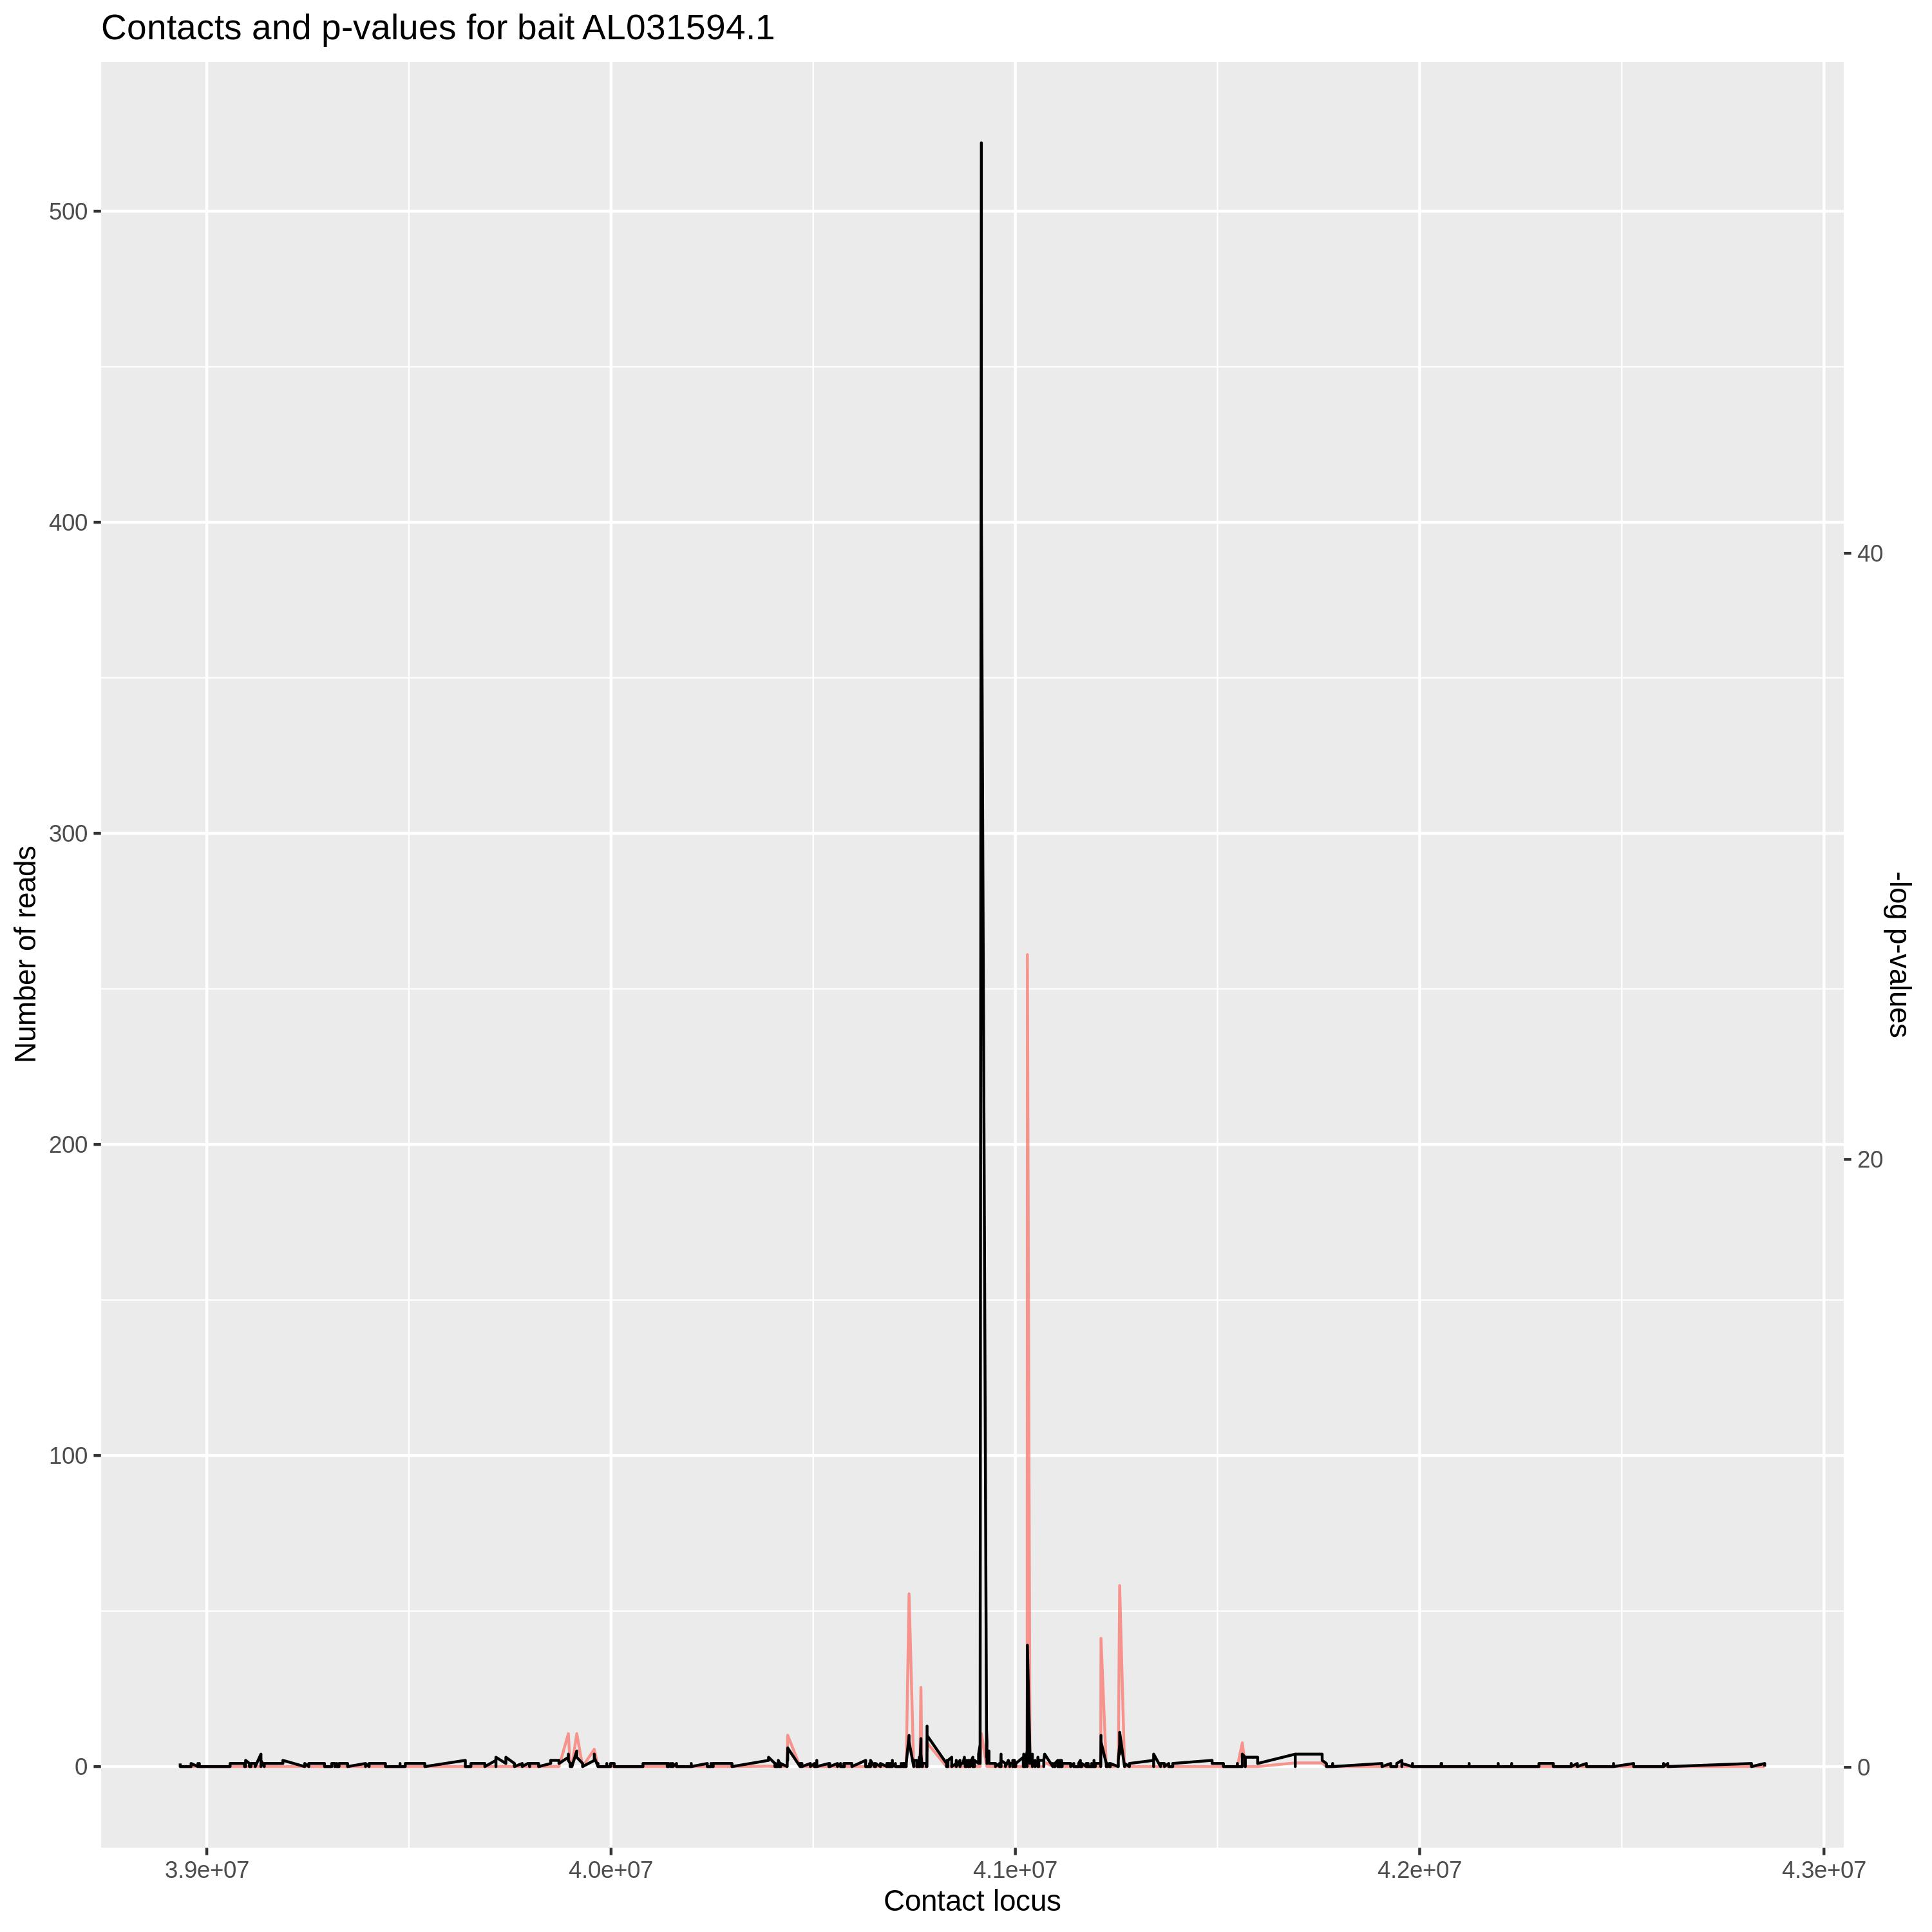 Contacts and p-values for bait AL031594.1
500
400
300
200
100
0
Number of reads
40
20
0
-log p-values
3.9e+07
4.0e+07
4.1e+07
4.2e+07
4.3e+07
Contact locus